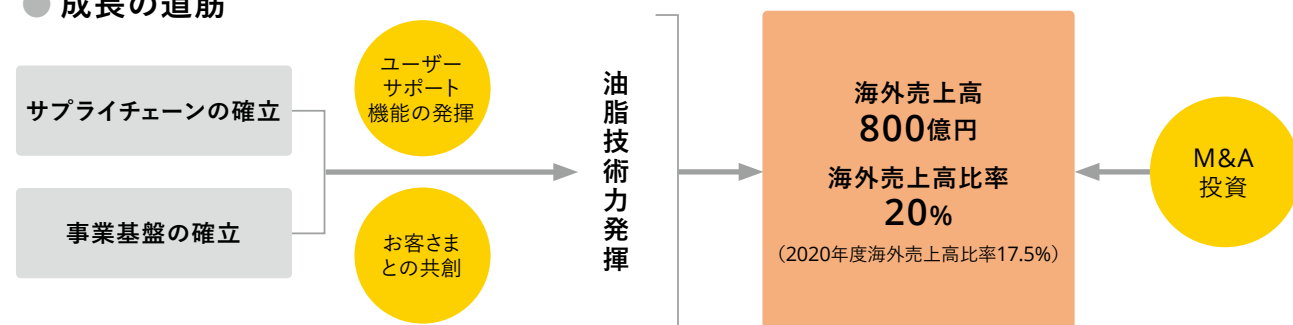 成長の道筋
サプライチェーンの確立
事業基盤の確立
ユーザー
サポート
機能の発揮
お客さま
との共創
油脂技術力発揮
海外売上高
800億円
海外売上高比率
20%
（2020年度海外売上高比率17.5%）
M&A
投資